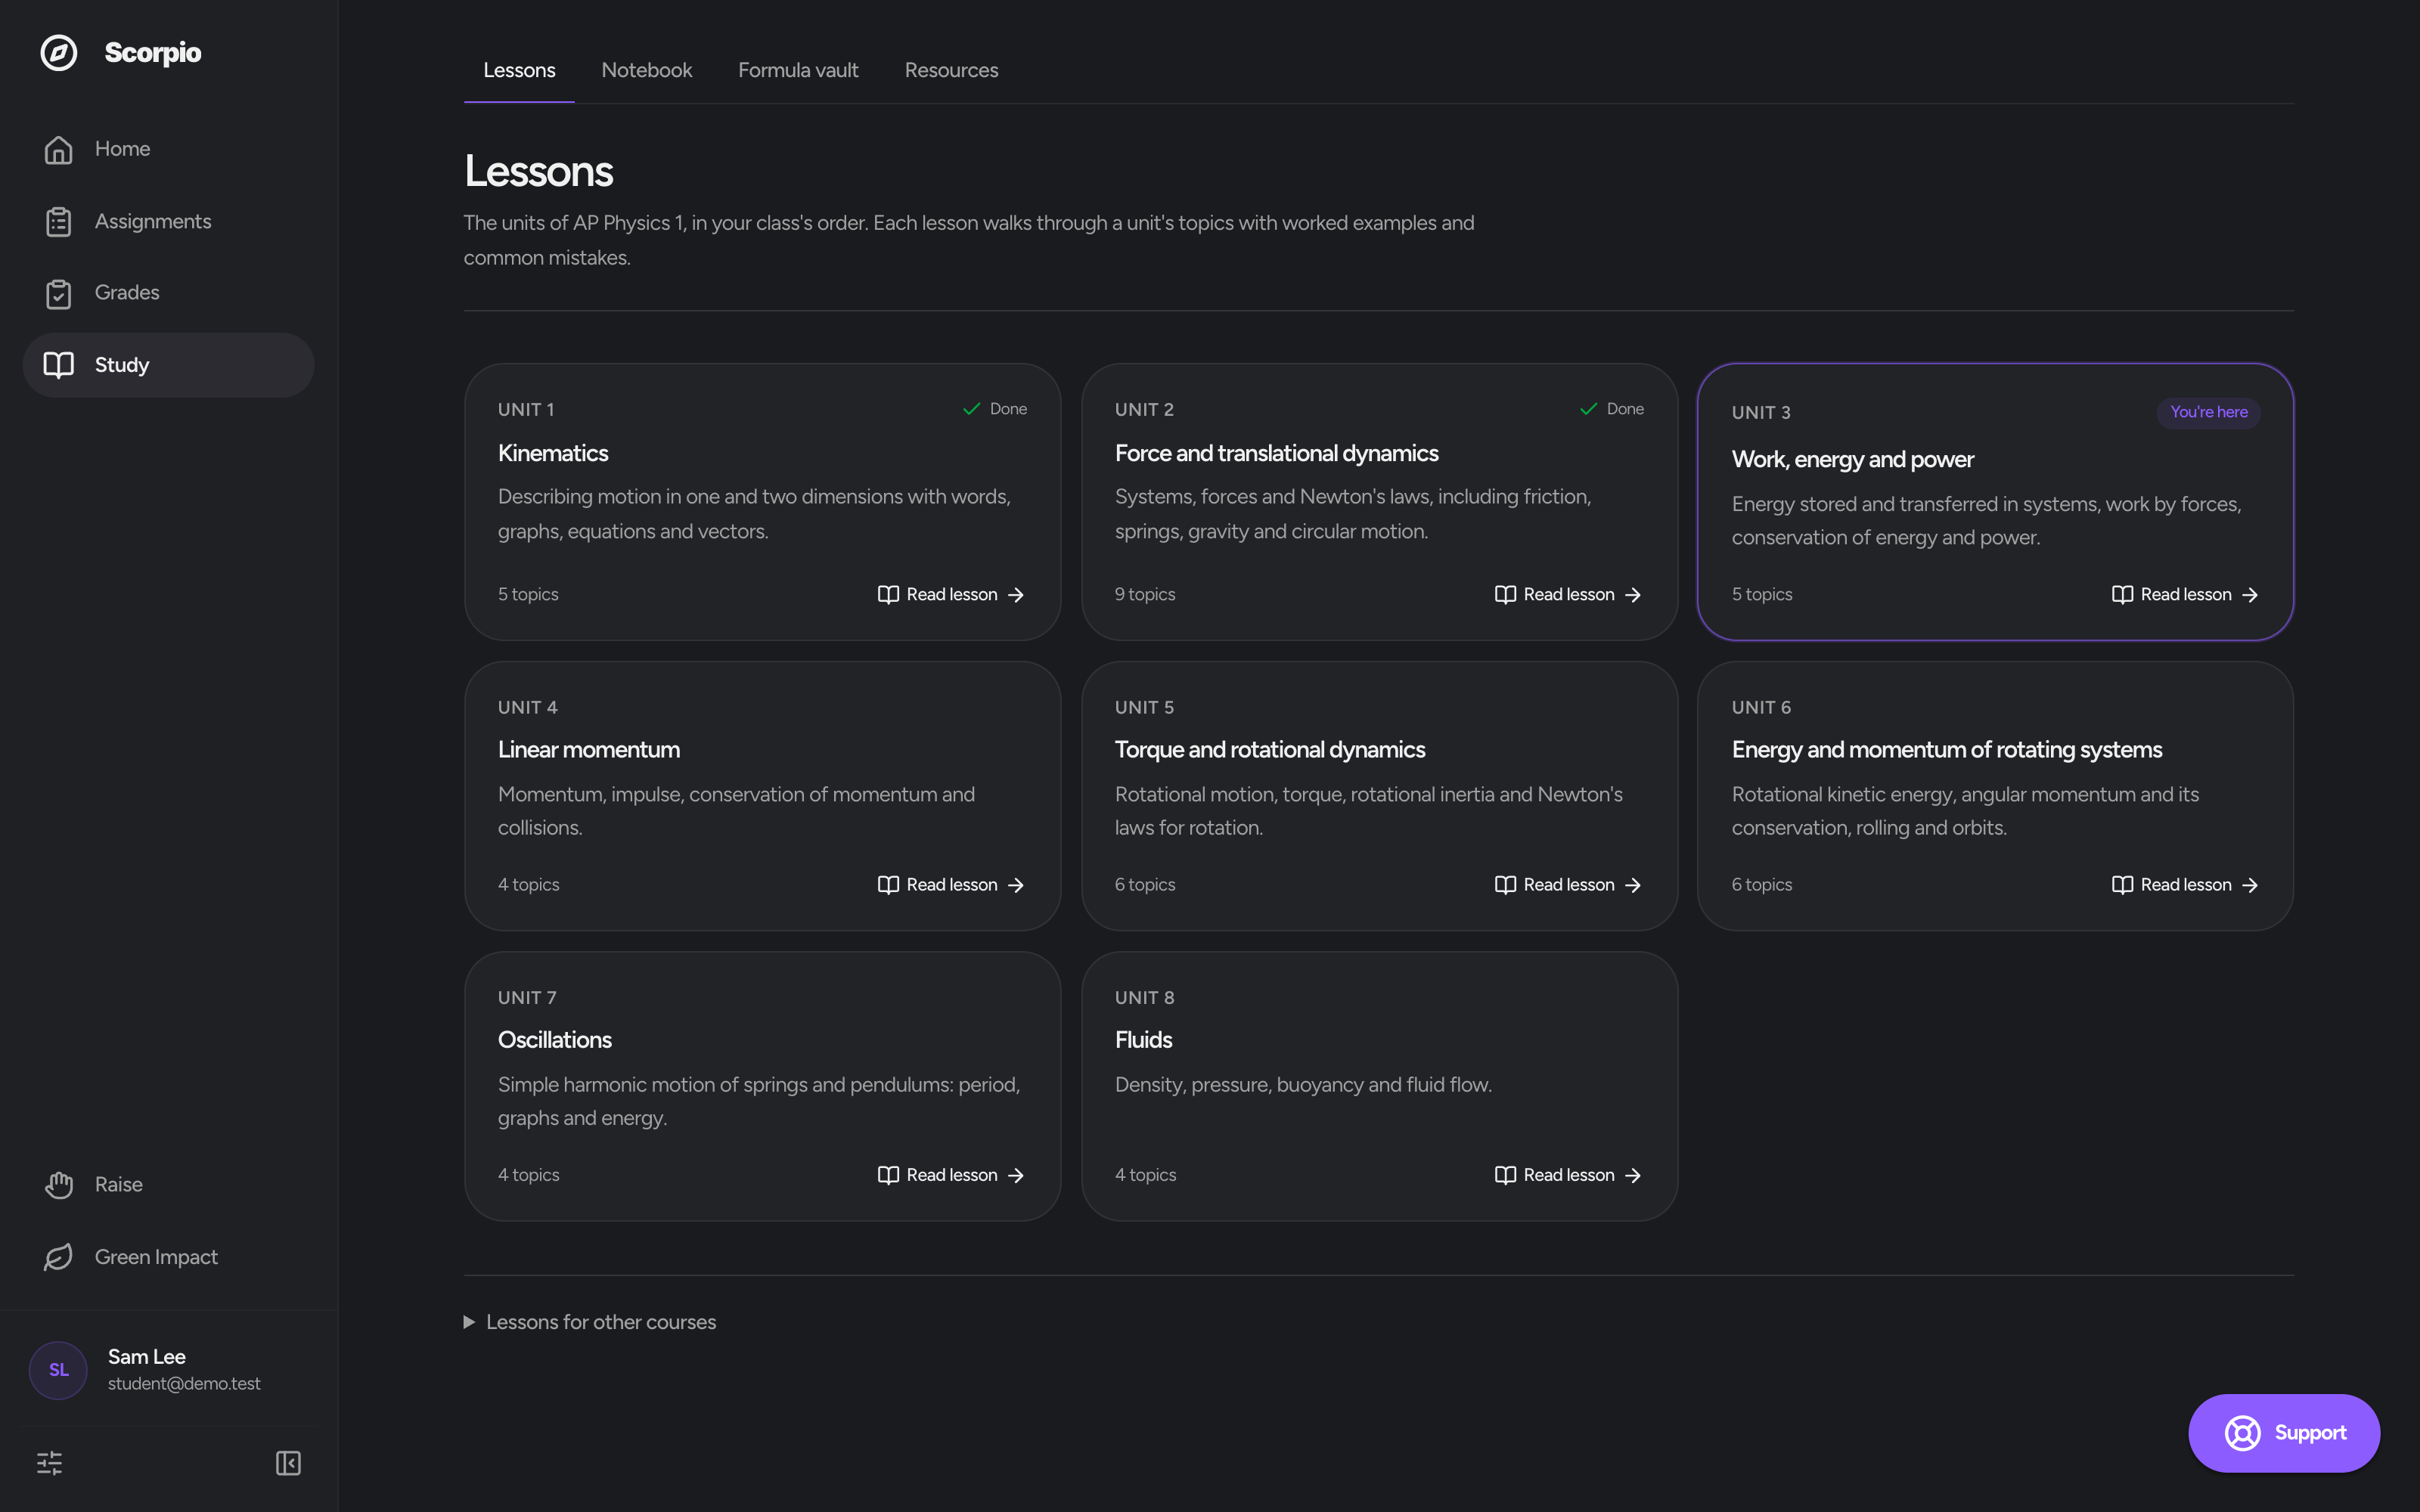 Scorpio
Home
Assignments
Grades
Study
Raise
Green Impact
SL
Sam Lee
student@demo.test
Lessons
Notebook
Formula vault
Resources
Lessons
The units of AP Physics 1, in your class's order. Each lesson walks through a unit's topics with worked examples and
common mistakes.
UNIT 1
Done
Kinematics
Describing motion in one and two dimensions with words,
graphs, equations and vectors.
5 topics
Read lesson
UNIT 2
Done
Force and translational dynamics
Systems, forces and Newton's laws, including friction,
springs, gravity and circular motion.
9 topics
Read lesson
UNIT 3
You're here
Work, energy and power
Energy stored and transferred in systems, work by forces,
conservation of energy and power.
5 topics
Read lesson
UNIT 4
Linear momentum
Momentum, impulse, conservation of momentum and
collisions.
4 topics
Read lesson
UNIT 5
Torque and rotational dynamics
Rotational motion, torque, rotational inertia and Newton's
laws for rotation.
6 topics
Read lesson
UNIT 6
Energy and momentum of rotating systems
Rotational kinetic energy, angular momentum and its
conservation, rolling and orbits.
6 topics
Read lesson
UNIT 7
Oscillations
Simple harmonic motion of springs and pendulums: period,
graphs and energy.
4 topics
Read lesson
UNIT 8
Fluids
Density, pressure, buoyancy and fluid flow.
4 topics
Read lesson
Lessons for other courses
Support